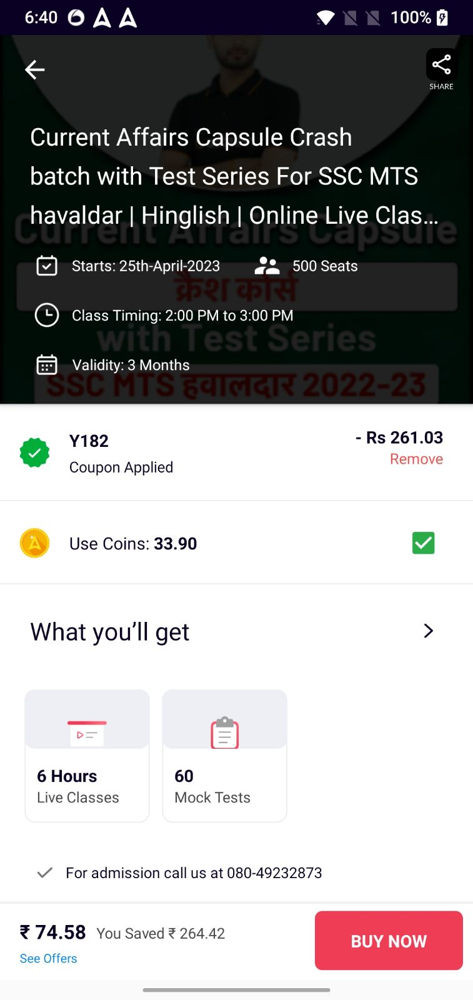 6:40
100%
SHARE
Current Affairs Capsule Crash
batch with Test Series For SSC MTS
havaldar | Hinglish | Online Live Clas...
Current Affairs Capsule
Starts: 25th-April-2023
500 Seats
क्रैश कोर्स
Class Timing: 2:00 PM to 3:00 PM
with Test Series
Validity: 3 Months
SSC MTS हवालदार 2022-23
Y182
- Rs 261.03
Coupon Applied
Remove
Use Coins: 33.90
What you’ll get
6 Hours
Live Classes
60
Mock Tests
For admission call us at 080-49232873
₹ 74.58 You Saved ₹ 264.42
See Offers
BUY NOW